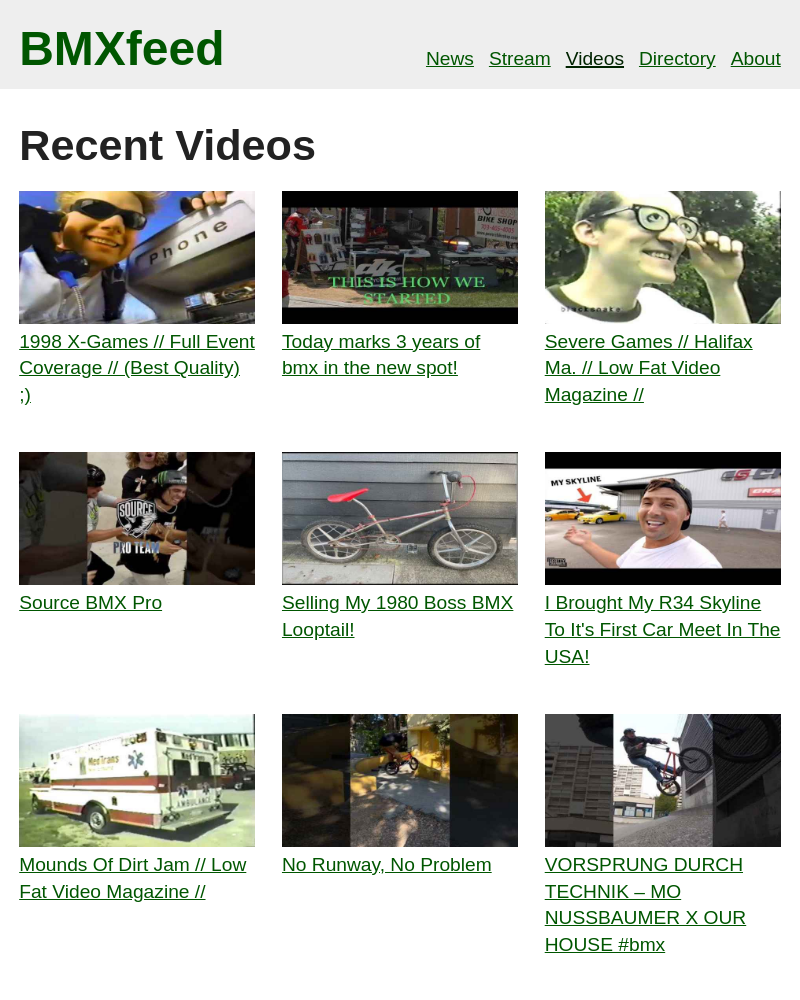 BMXfeed
News Stream Videos Directory About
Recent Videos
Phone
BIKE SHOP
dk
THIS IS HOW WE
STARTED
1998 X-Games // Full Event
Coverage // (Best Quality)
;)
Today marks 3 years of
bmx in the new spot!
Severe Games // Halifax
Ma. // Low Fat Video
Magazine //
SOURCE
PRO TEAM
MY SKYLINE
Source BMX Pro
Selling My 1980 Boss BMX
Looptail!
I Brought My R34 Skyline
To It's First Car Meet In The
USA!
MedTrans
AMBULANCE
Mounds Of Dirt Jam // Low
Fat Video Magazine //
No Runway, No Problem
VORSPRUNG DURCH
TECHNIK – MO
NUSSBAUMER X OUR
HOUSE #bmx